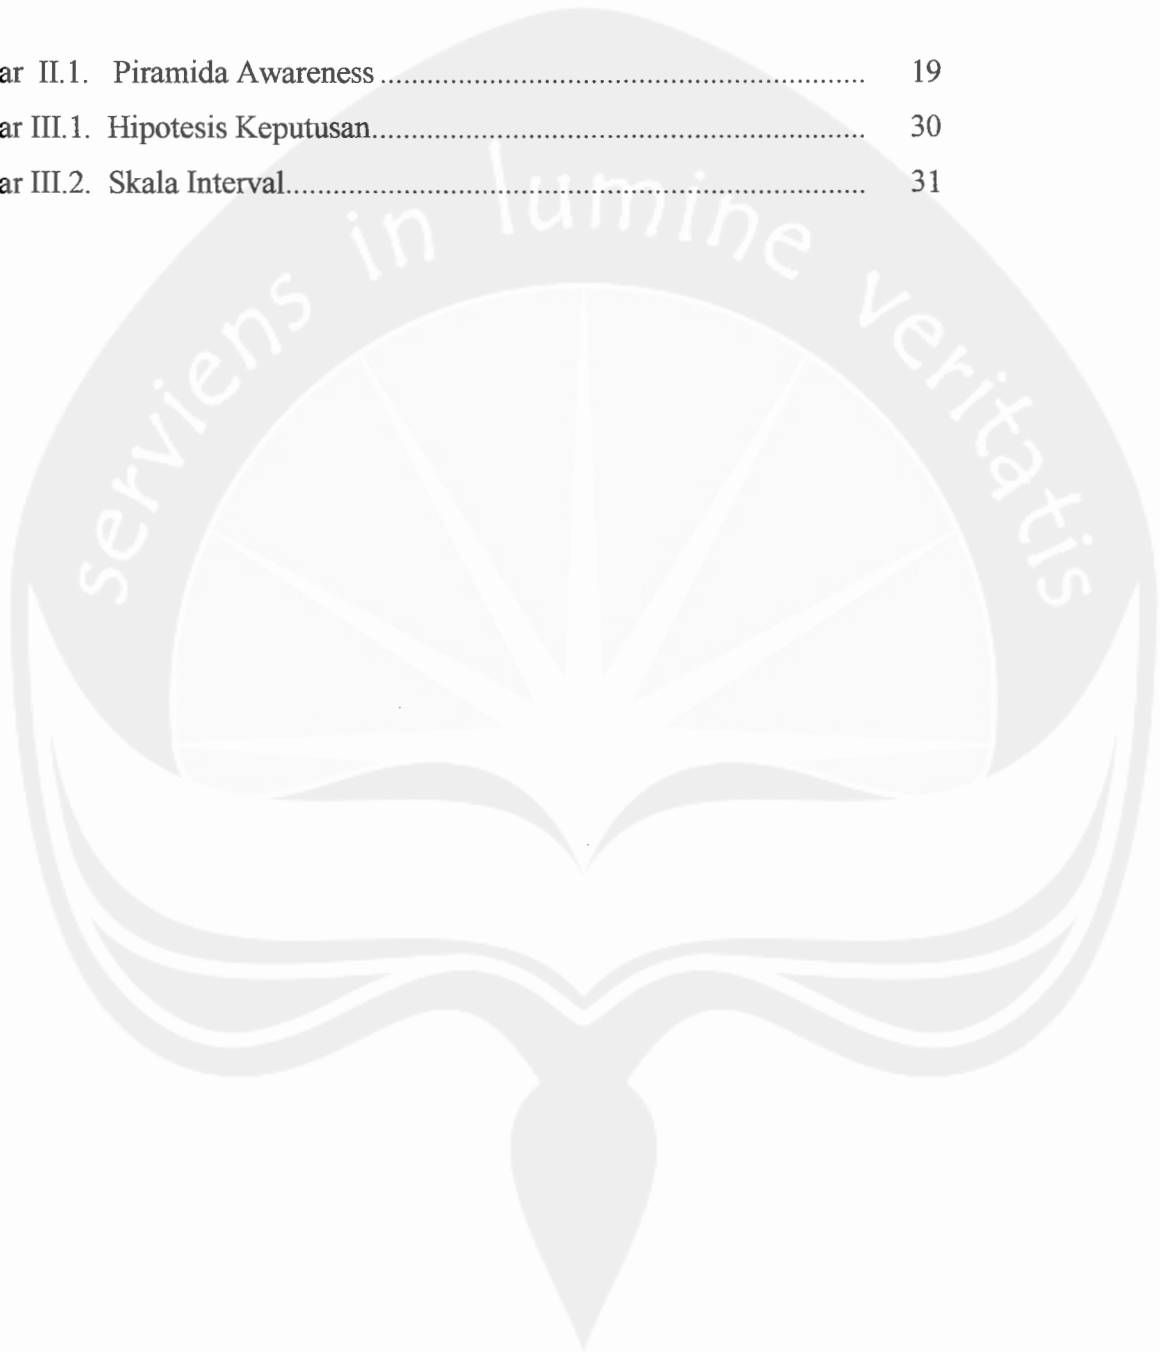 ar II.1. Piramida Awareness ............................................................. 19
ar III.1. Hipotesis Keputusan.............................................................. 30
ar III.2. Skala Interval......................................................................... 31
serviens in lumine veritatis